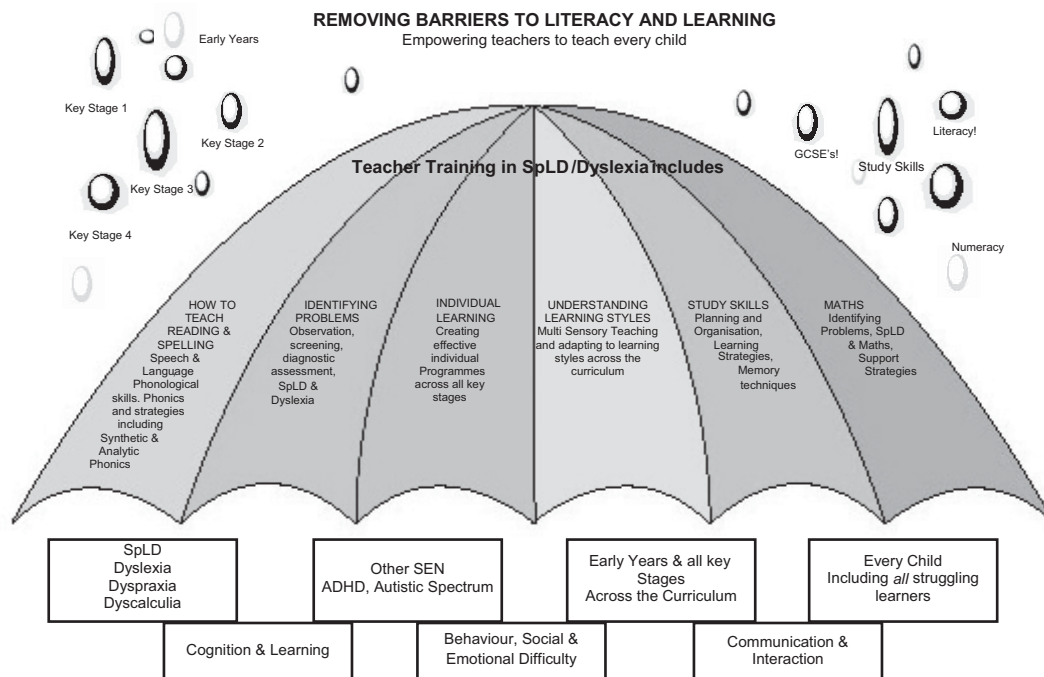 REMOVING BARRIERS TO LITERACY AND LEARNING
Empowering teachers to teach every child
Early Years
Key Stage 1
Key Stage 2
Key Stage 3
Key Stage 4
GCSE's!
Literacy!
Study Skills
Numeracy
Teacher Training in SpLD/Dyslexia includes
HOW TO
TEACH
READING &
SPELLING
Speech &
Language
Phonological
skills. Phonics
and strategies
including
Synthetic &
Analytic
Phonics
IDENTIFYING
PROBLEMS
Observation,
screening,
diagnostic
assessment,
SpLD &
Dyslexia
INDIVIDUAL
LEARNING
Creating
effective
individual
Programmes
across all key
stages
UNDERSTANDING
LEARNING STYLES
Multi Sensory Teaching
and adapting to learning
styles across the
curriculum
STUDY SKILLS
Planning and
Organisation,
Learning
Strategies,
Memory
techniques
MATHS
Identifying
Problems, SpLD
& Maths,
Support
Strategies
SpLD
Dyslexia
Dyspraxia
Dyscalculia
Other SEN
ADHD, Autistic Spectrum
Early Years & all key
Stages
Across the Curriculum
Every Child
Including all struggling
learners
Cognition & Learning
Behaviour, Social &
Emotional Difficulty
Communication &
Interaction